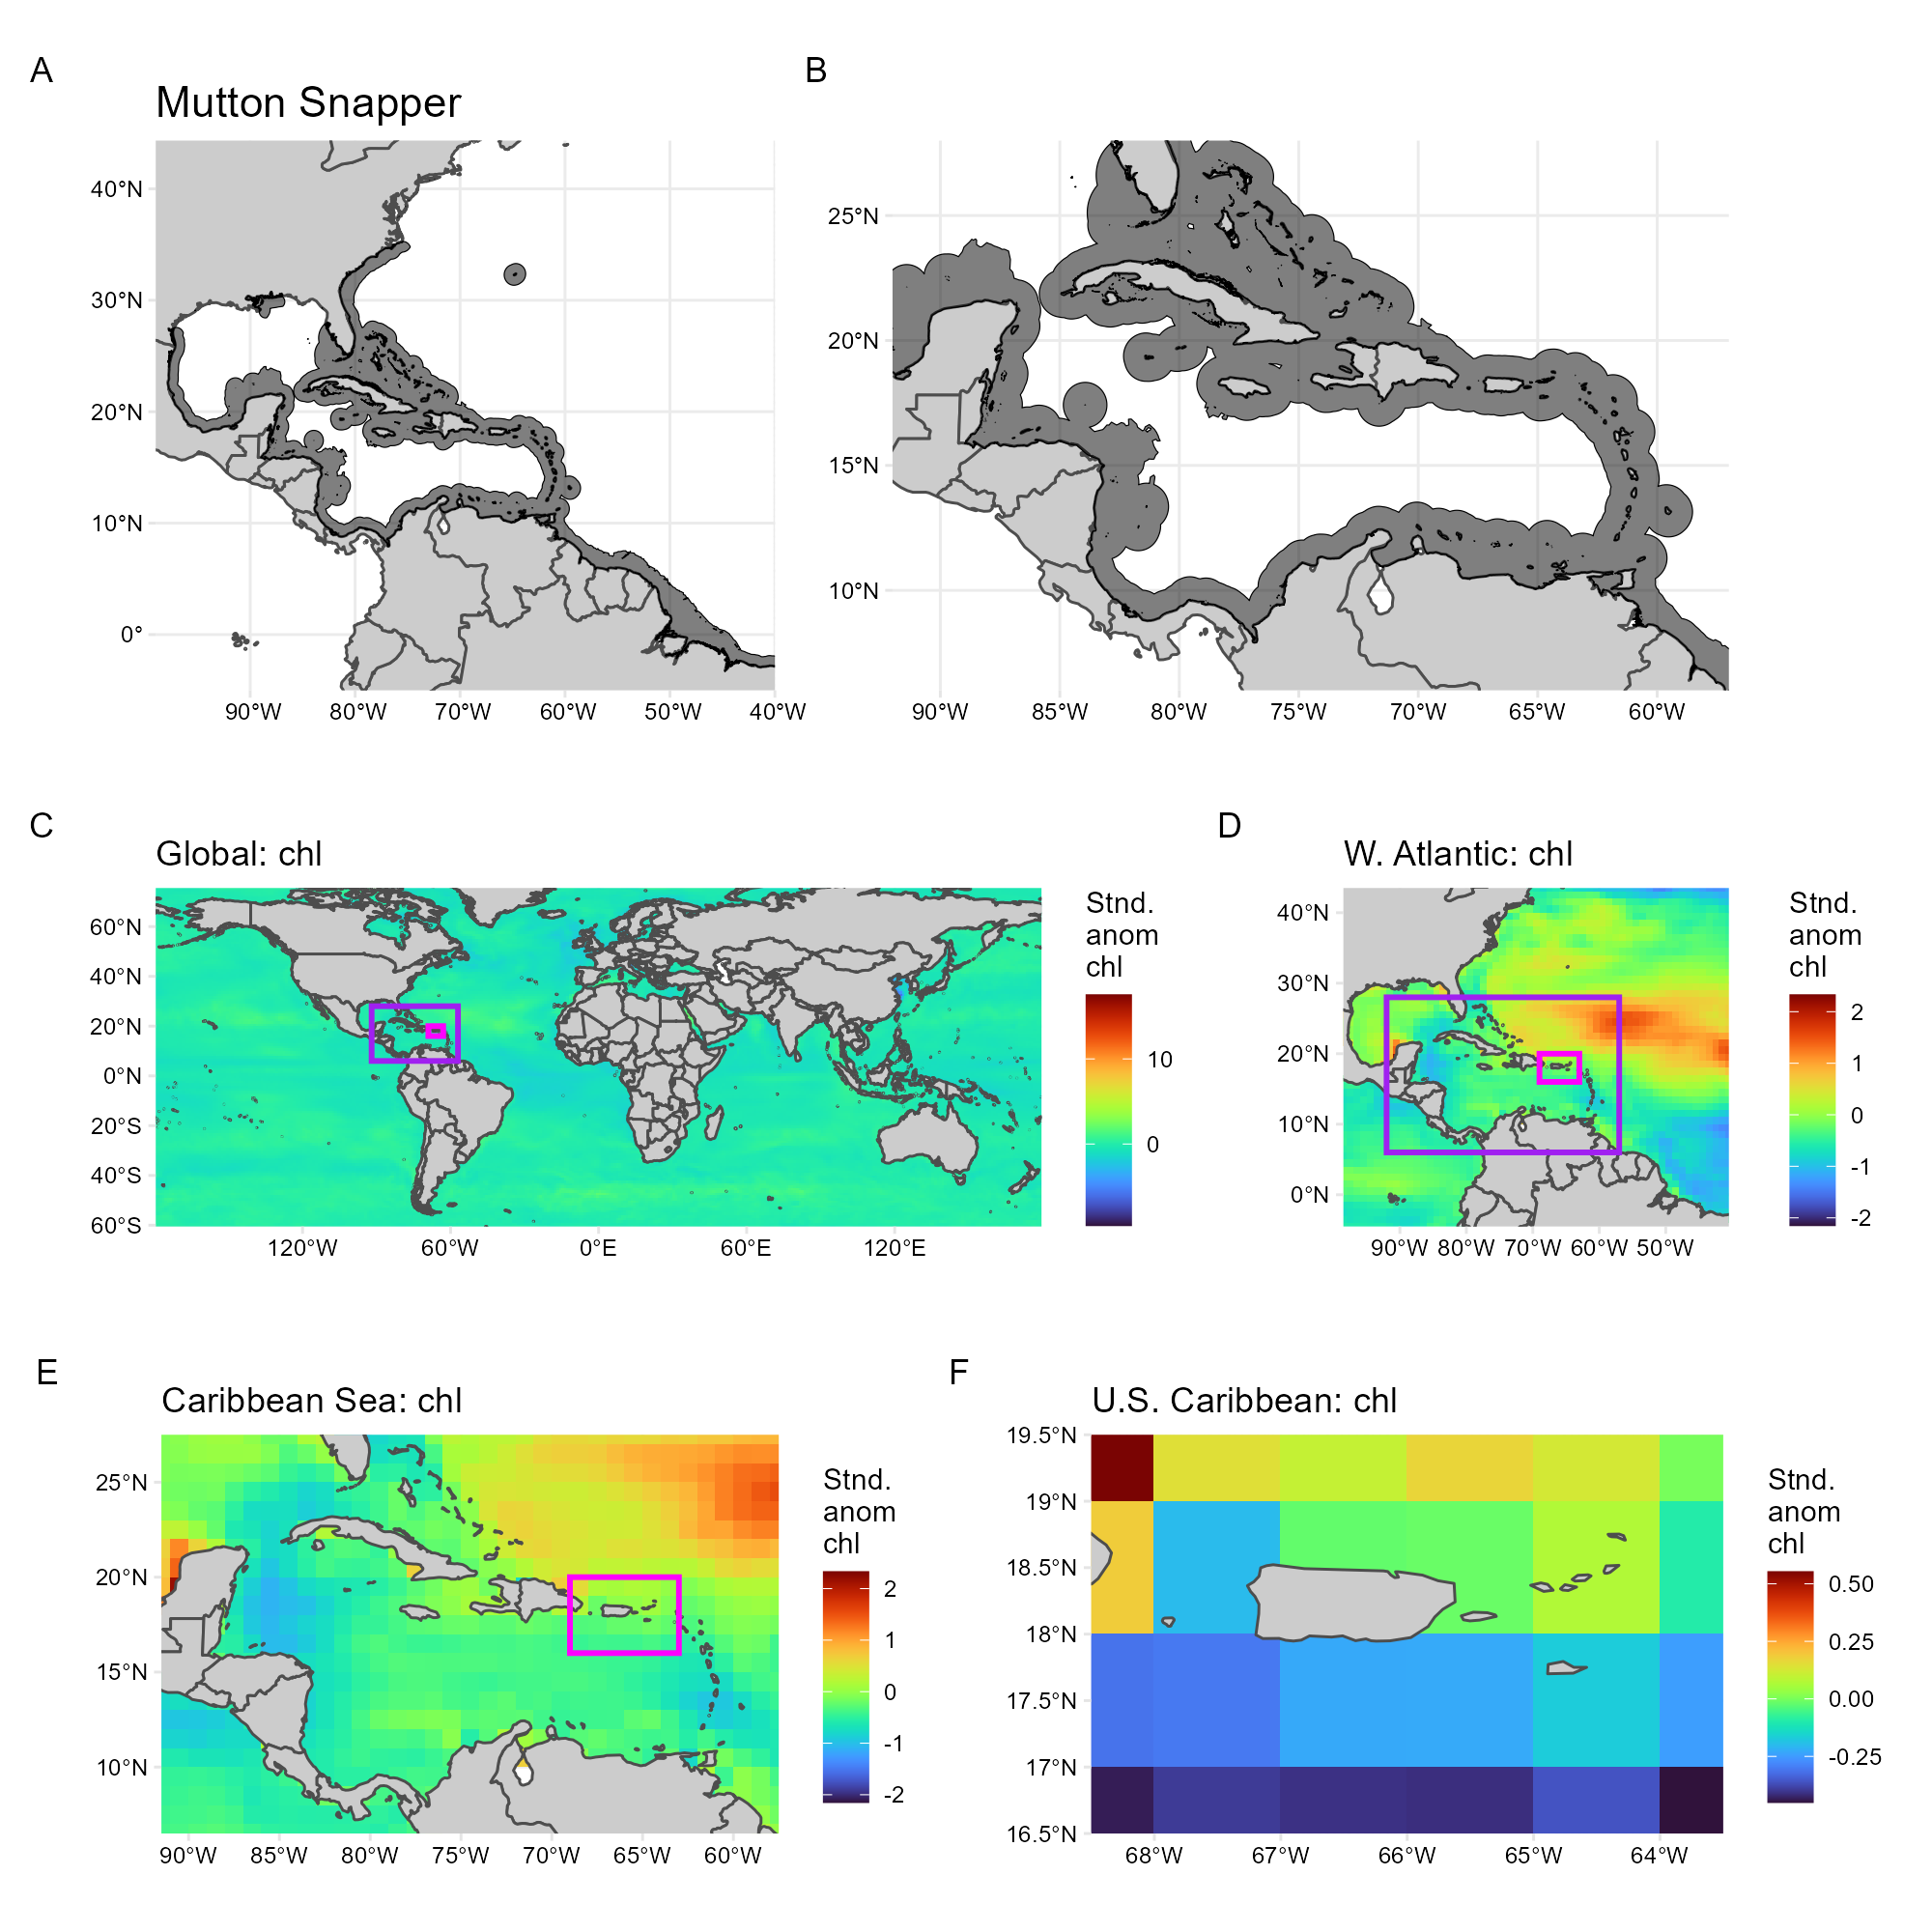 A
B
Mutton Snapper
40°N
30°N
20°N
10°N
0°
90°W 80°W 70°W 60°W 50°W 40°W
25°N
20°N
15°N
10°N
90°W 85°W 80°W 75°W 70°W 65°W 60°W
C
Global: chl
60°N
40°N
20°N
0°N
20°S
40°S
60°S
120°W 60°W 0°E 60°E 120°E
Stnd.
anom
chl
10
0
D
W. Atlantic: chl
40°N
30°N
20°N
10°N
0°N
90°W 80°W 70°W 60°W 50°W
Stnd.
anom
chl
2
1
0
-1
-2
E
Caribbean Sea: chl
25°N
20°N
15°N
10°N
90°W 85°W 80°W 75°W 70°W 65°W 60°W
Stnd.
anom
chl
2
1
0
-1
-2
F
U.S. Caribbean: chl
19.5°N
19°N
18.5°N
18°N
17.5°N
17°N
16.5°N
68°W 67°W 66°W 65°W 64°W
Stnd.
anom
chl
0.50
0.25
0.00
-0.25